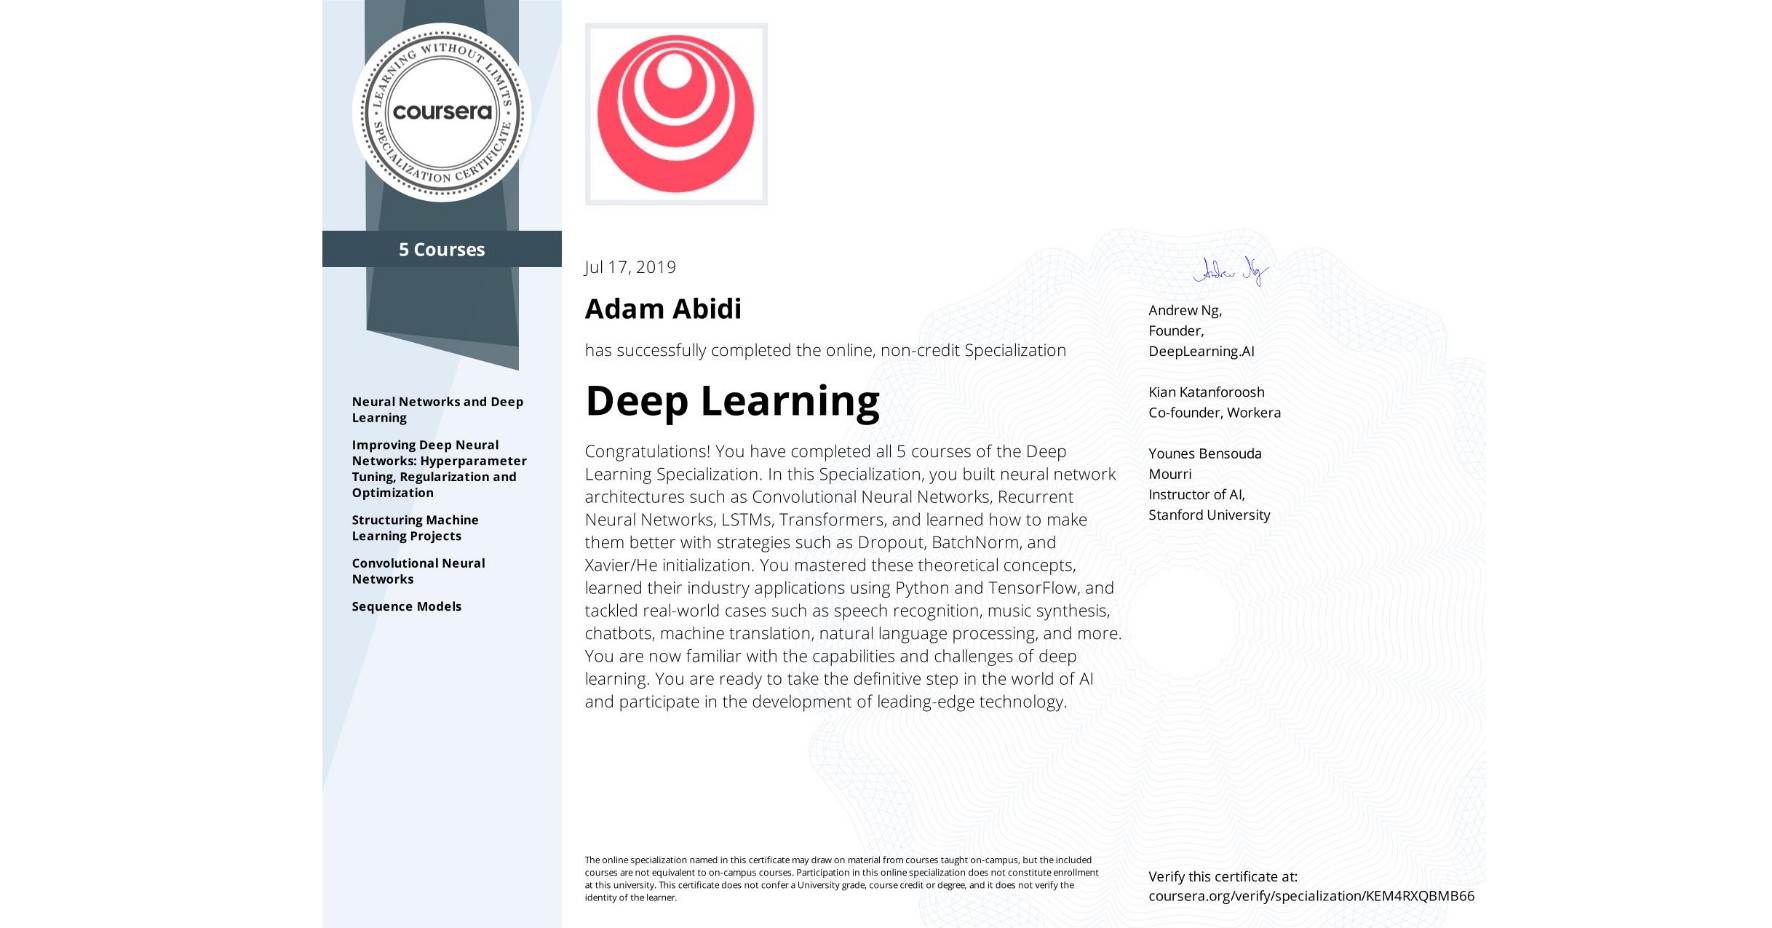 LEARNING WITHOUT LIMITS
coursera
SPECIALIZATION CERTIFICATE
5 Courses
Neural Networks and Deep
Learning
Improving Deep Neural
Networks: Hyperparameter
Tuning, Regularization and
Optimization
Structuring Machine
Learning Projects
Convolutional Neural
Networks
Sequence Models
Jul 17, 2019
Adam Abidi
has successfully completed the online, non-credit Specialization
Deep Learning
Congratulations! You have completed all 5 courses of the Deep
Learning Specialization. In this Specialization, you built neural network
architectures such as Convolutional Neural Networks, Recurrent
Neural Networks, LSTMs, Transformers, and learned how to make
them better with strategies such as Dropout, BatchNorm, and
Xavier/He initialization. You mastered these theoretical concepts,
learned their industry applications using Python and TensorFlow, and
tackled real-world cases such as speech recognition, music synthesis,
chatbots, machine translation, natural language processing, and more.
You are now familiar with the capabilities and challenges of deep
learning. You are ready to take the definitive step in the world of AI
and participate in the development of leading-edge technology.
Andrew Ng
Andrew Ng,
Founder,
DeepLearning.AI
Kian Katanforoosh
Co-founder, Workera
Younes Bensouda
Mourri
Instructor of AI,
Stanford University
The online specialization named in this certificate may draw on material from courses taught on-campus, but the included
courses are not equivalent to on-campus courses. Participation in this online specialization does not constitute enrollment
at this university. This certificate does not confer a University grade, course credit or degree, and it does not verify the
identity of the learner.
Verify this certificate at:
coursera.org/verify/specialization/KEM4RXQBMB66